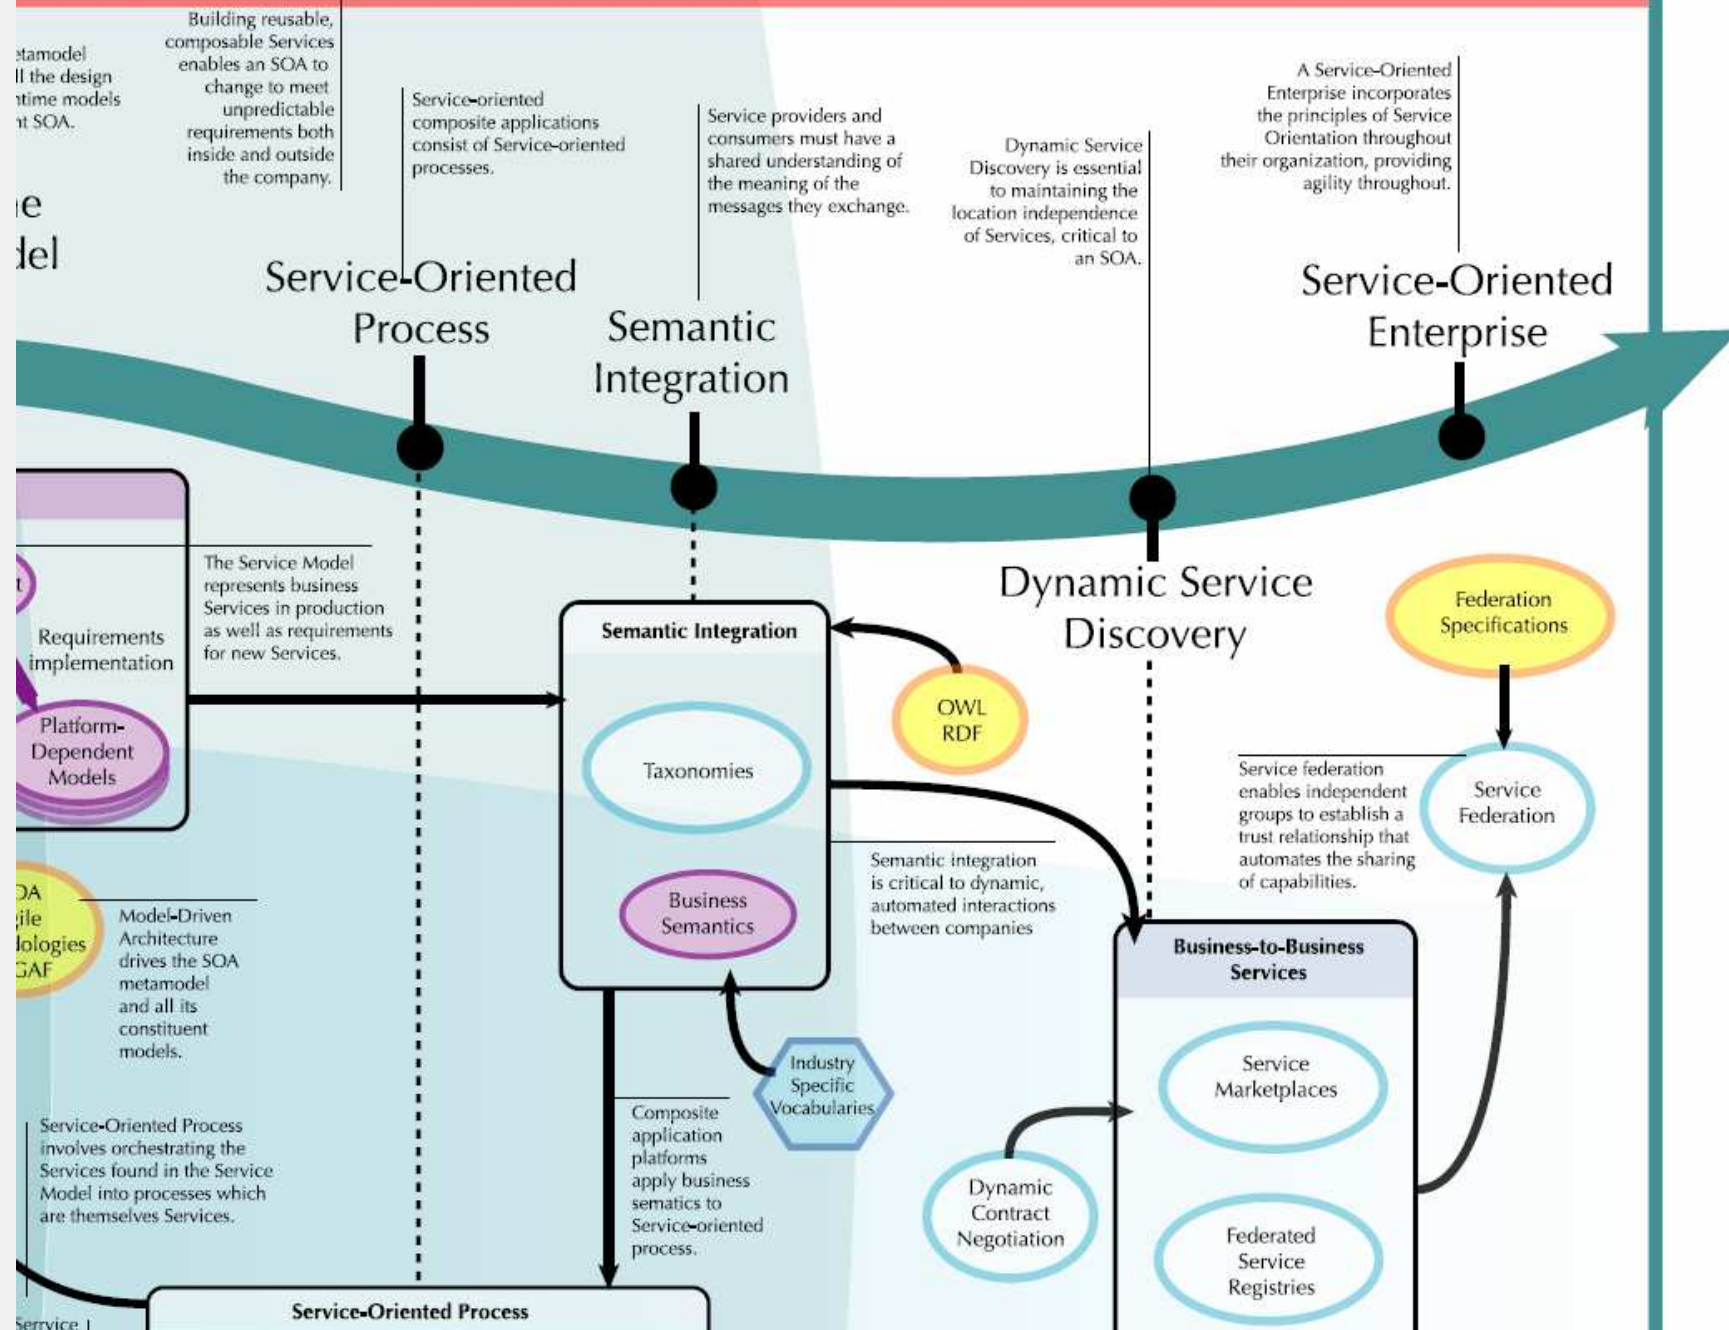 Building reusable,
composable Services
enables an SOA to
change to meet
unpredictable
requirements both
inside and outside
the company.
ll the design
nt SOA.
Service-oriented
composite applications
consist of Service-oriented
processes.
Service providers and
consumers must have a
shared understanding of
the meaning of the
messages they exchange.
Dynamic Service
Discovery is essential
to maintaining the
location independence
of Services, critical to
an SOA.
A Service-Oriented
Enterprise incorporates
the principles of Service
Orientation throughout
their organization, providing
agility throughout.
Service-Oriented
Process
Semantic
Integration
Service-Oriented
Enterprise
Dynamic Service
Discovery
The Service Model
represents business
Services in production
as well as requirements
for new Services.
Requirements
implementation
Platform-
Dependent
Models
Semantic Integration
Taxonomies
Business
Semantics
OWL
RDF
Federation
Specifications
Service federation
enables independent
groups to establish a
trust relationship that
automates the sharing
of capabilities.
Service
Federation
Semantic integration
is critical to dynamic,
automated interactions
between companies
Model-Driven
Architecture
drives the SOA
metamodel
and all its
constituent
models.
Business-to-Business
Services
Service
Marketplaces
Federated
Service
Registries
Industry
Specific
Vocabularies
Dynamic
Contract
Negotiation
Composite
application
platforms
apply business
sematics to
Service-oriented
process.
Service-Oriented Process
involves orchestrating the
Services found in the Service
Model into processes which
are themselves Services.
Service-Oriented Process